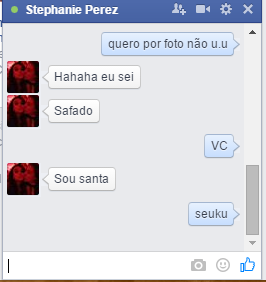 Stephanie Perez
quero por foto não u.u
Hahaha eu sei
Safado
VC
Sou santa
seuku